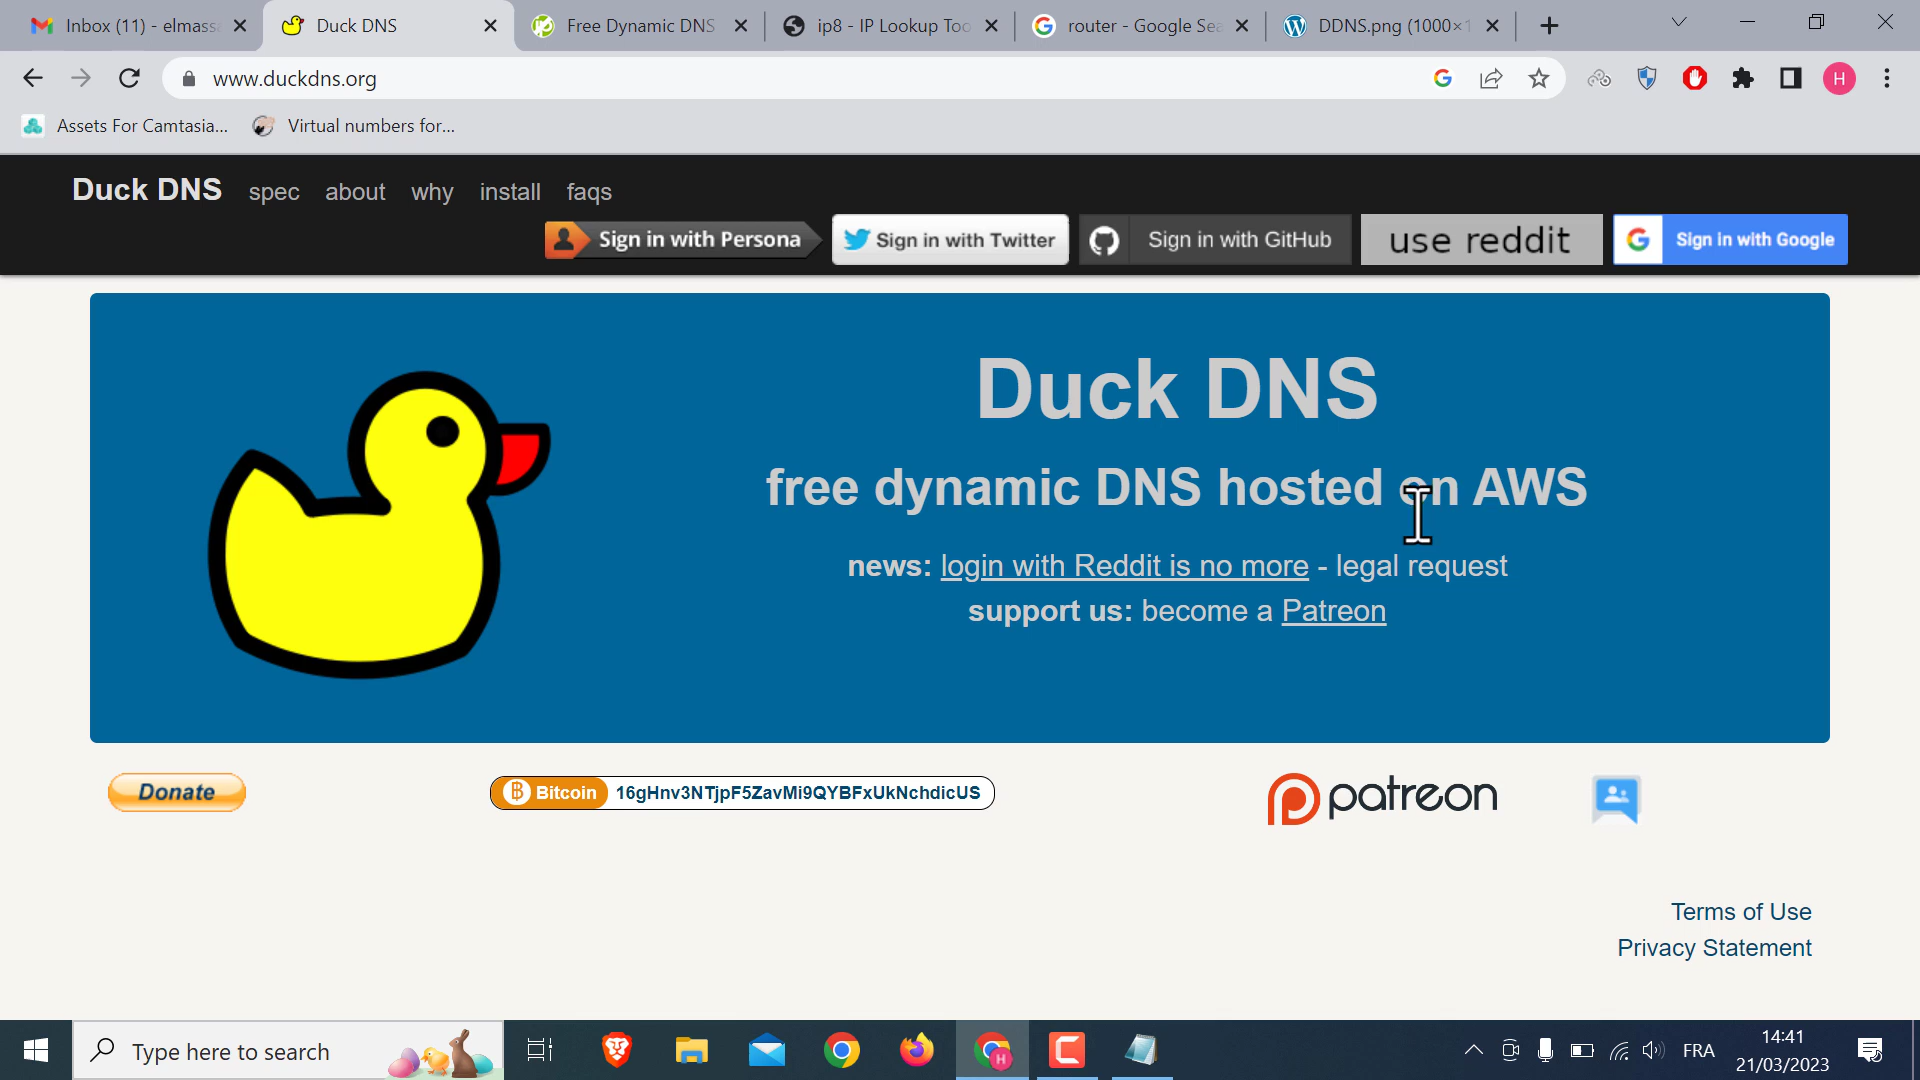 Inbox (11) - elmass
Duck DNS
Free Dynamic DNS
ip8 - IP Lookup Too
router - Google Sea
DDNS.png (1000×1
www.duckdns.org
H
Assets For Camtasia...
Virtual numbers for...
Duck DNS spec about why install faqs
Sign in with Persona
Sign in with Twitter
Sign in with GitHub
use reddit
Sign in with Google
Duck DNS
free dynamic DNS hosted on AWS
news: login with Reddit is no more - legal request
support us: become a Patreon
Donate
Bitcoin 16gHnv3NTjpF5ZavMi9QYBFxUkNchdicUS
patreon
Terms of Use
Privacy Statement
Type here to search
H
FRA
14:41
21/03/2023